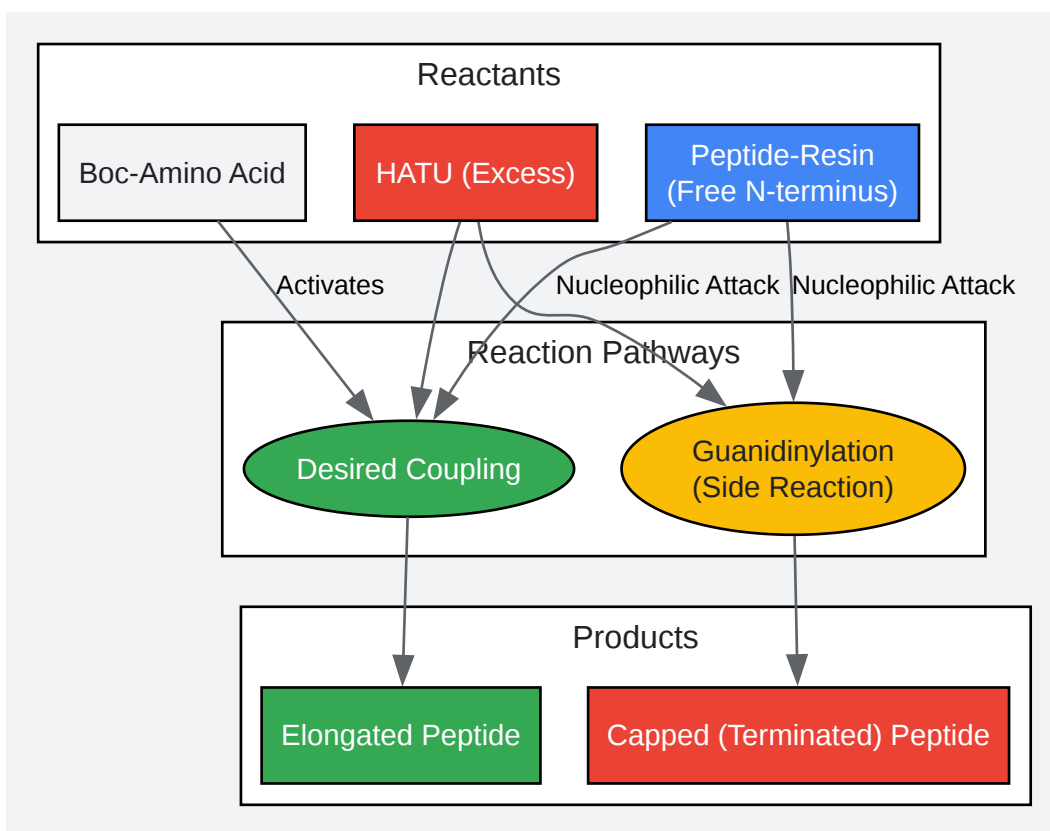 Reactants
Boc-Amino Acid
HATU (Excess)
Peptide-Resin
(Free N-terminus)
Activates
Nucleophilic Attack
Nucleophilic Attack
Reaction Pathways
Desired Coupling
Guanidinylation
(Side Reaction)
Products
Elongated Peptide
Capped (Terminated) Peptide